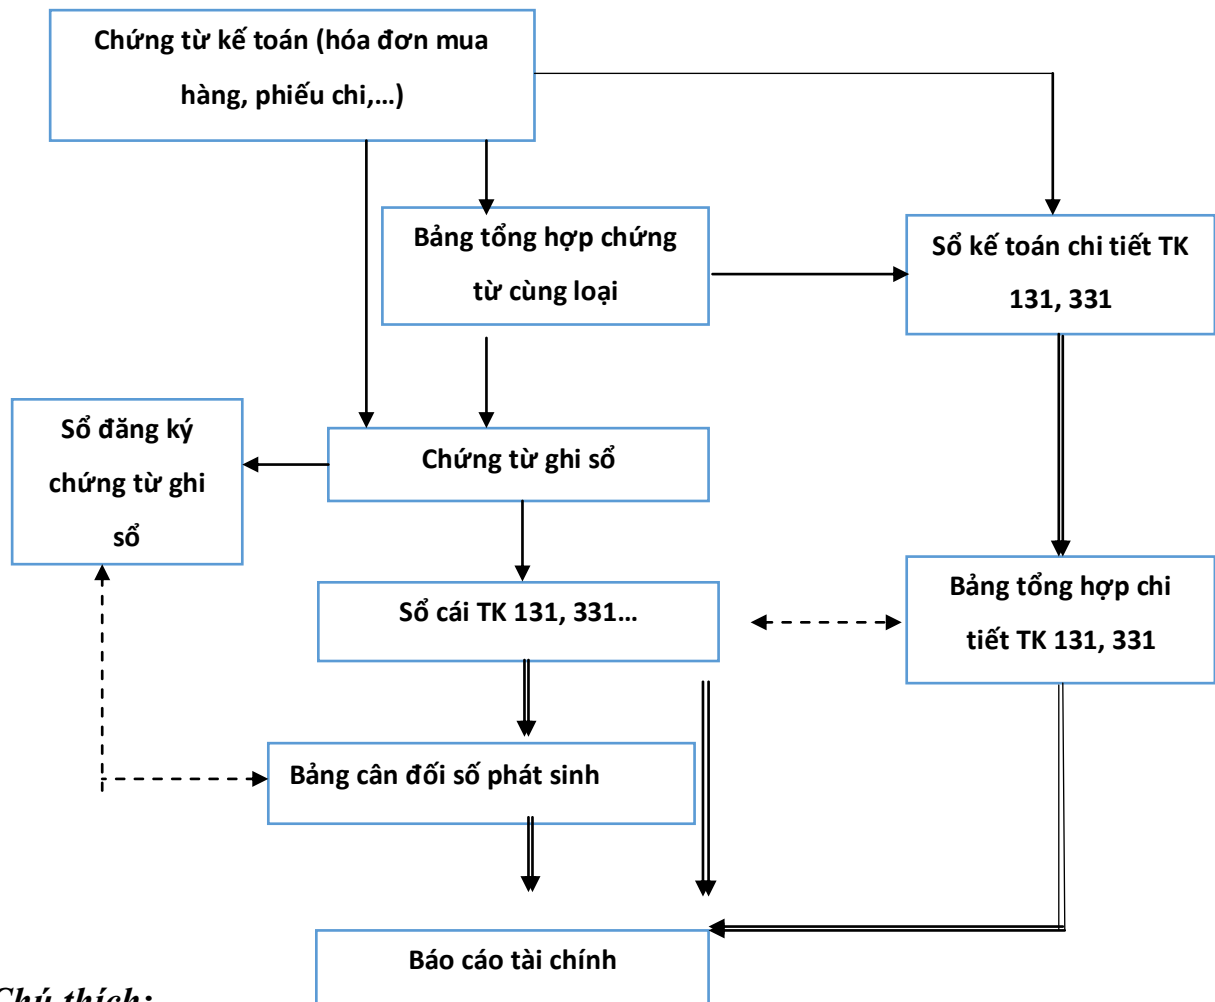 Chứng từ kế toán (hóa đơn mua
hàng, phiếu chi,…)
Bảng tổng hợp chứng
từ cùng loại
Sổ kế toán chi tiết TK
131, 331
Sổ đăng ký
chứng từ ghi
sổ
Chứng từ ghi sổ
Sổ cái TK 131, 331…
Bảng tổng hợp chi
tiết TK 131, 331
Bảng cân đối số phát sinh
Báo cáo tài chính
Chú thích: